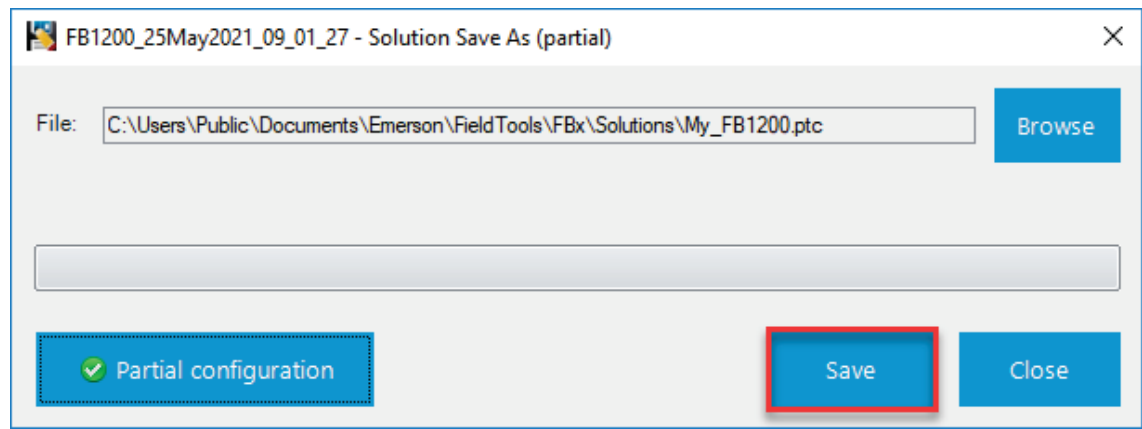 FB1200_25May2021_09_01_27 - Solution Save As (partial)
File: C:\Users\Public\Documents\Emerson\FieldTools\FBx\Solutions\My_FB1200.ptc Browse
Partial configuration Save Close